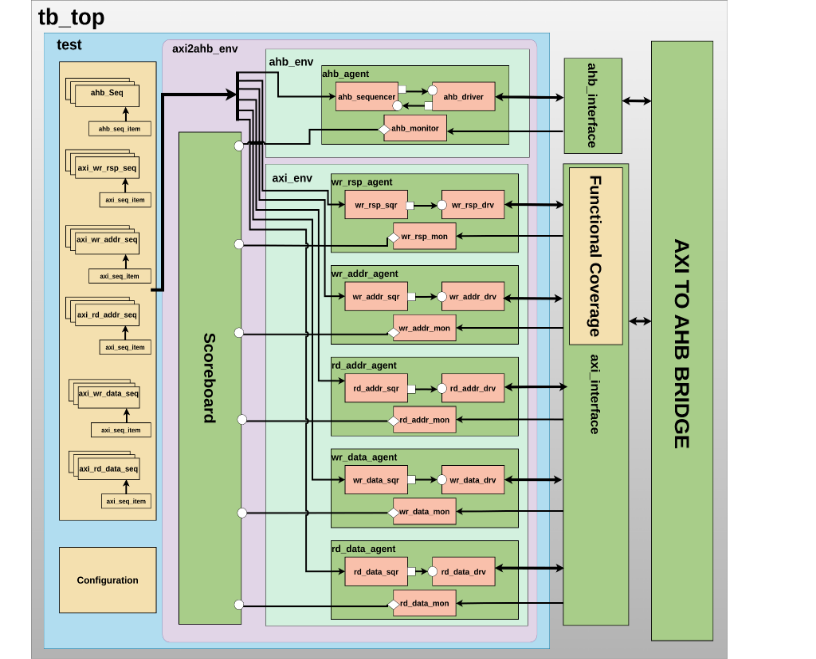 tb_top
test
ahb_Seq
ahb_seq_item
axi_wr_rsp_seq
axi_seq_item
axi_wr_addr_seq
axi_seq_item
axi_rd_addr_seq
axi_seq_item
axi_wr_data_seq
axi_seq_item
axi_rd_data_seq
axi_seq_item
Configuration
axi2ahb_env
Scoreboard
ahb_env
ahb_agent
ahb_sequencer
ahb_driver
ahb_monitor
axi_env
wr_rsp_agent
wr_rsp_sqr
wr_rsp_drv
wr_rsp_mon
wr_addr_agent
wr_addr_sqr
wr_addr_drv
wr_addr_mon
rd_addr_agent
rd_addr_sqr
rd_addr_drv
rd_addr_mon
wr_data_agent
wr_data_sqr
wr_data_drv
wr_data_mon
rd_data_agent
rd_data_sqr
rd_data_drv
rd_data_mon
ahb_interface
Functional Coverage
axi_interface
AXI TO AHB BRIDGE